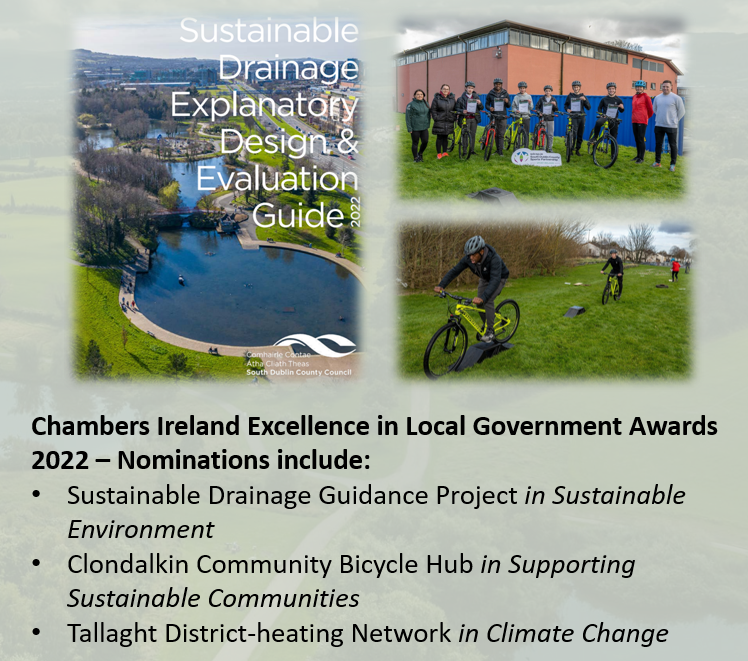 Sustainable
Drainage
Explanatory
Design &
Evaluation
Guide 2022
Comhairle Contae
Átha Cliath Theas
South Dublin County Council
Chambers Ireland Excellence in Local Government Awards
2022 – Nominations include:
• Sustainable Drainage Guidance Project in Sustainable
Environment
• Clondalkin Community Bicycle Hub in Supporting
Sustainable Communities
• Tallaght District-heating Network in Climate Change